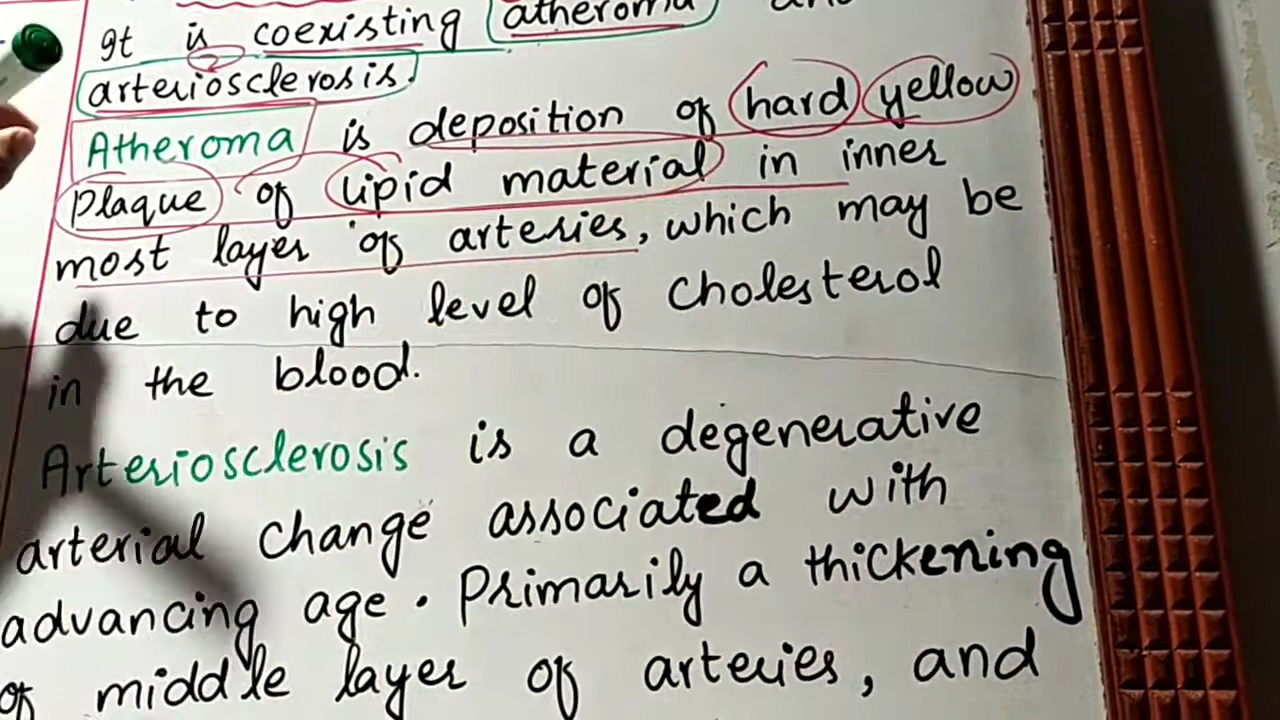 It is coexisting atheroma and
arteriosclerosis.
Atheroma is deposition of hard yellow
plaque of lipid material in inner
most layer of arteries, which may be
due to high level of cholesterol
in the blood.
Arteriosclerosis is a degenerative
arterial change associated with
advancing age. Primarily a thickening
of middle layer of arteries, and